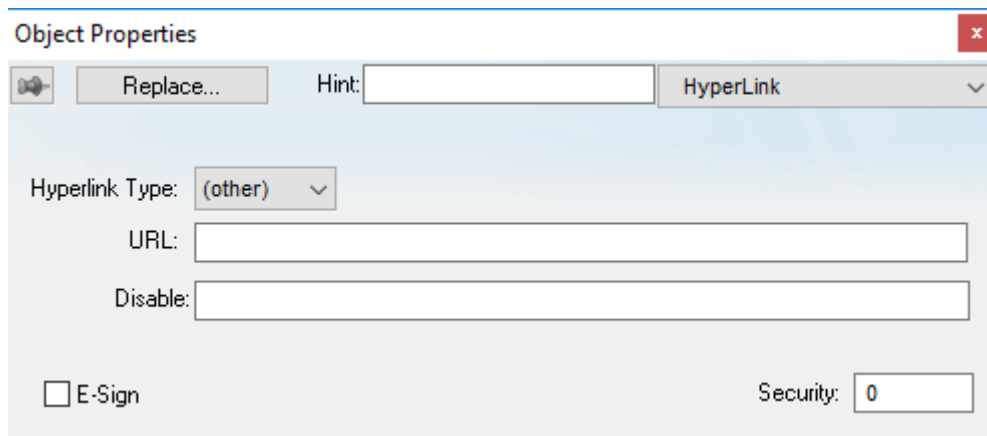 Object Properties x
Replace... Hint: HyperLink
Hyperlink Type: (other)
URL:
Disable:
E-Sign Security: 0